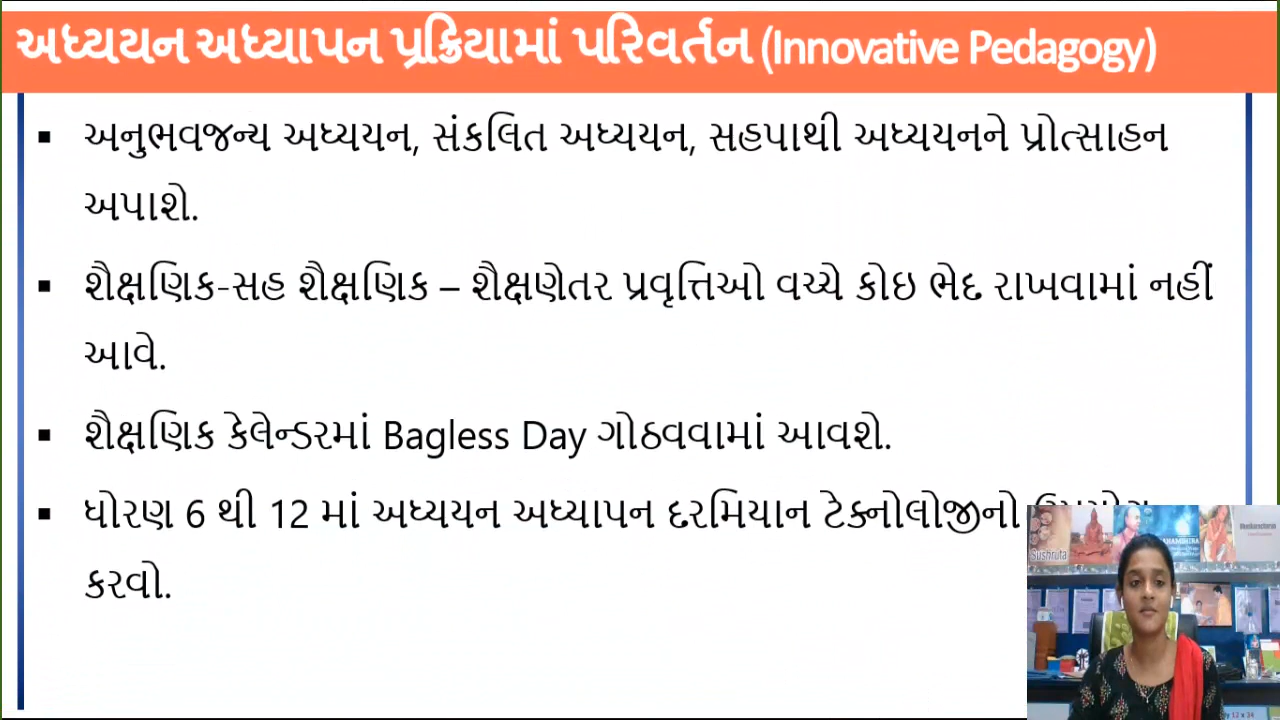 અધ્યયન અધ્યાપન પ્રક્રિયામાં પરિવર્તન (Innovative Pedagogy)
▪ અનુભવજન્ય અધ્યયન, સંકલિત અધ્યયન, સહપાથી અધ્યયનને પ્રોત્સાહન
અપાશે.
▪ શૈક્ષણિક-સહ શૈક્ષણિક – શૈક્ષણેતર પ્રવૃત્તિઓ વચ્ચે કોઇ ભેદ રાખવામાં નહીં
આવે.
▪ શૈક્ષણિક કેલેન્ડરમાં Bagless Day ગોઠવવામાં આવશે.
▪ ધોરણ 6 થી 12 માં અધ્યયન અધ્યાપન દરમિયાન ટેક્નોલોજીનો
કરવો.
Sushruta